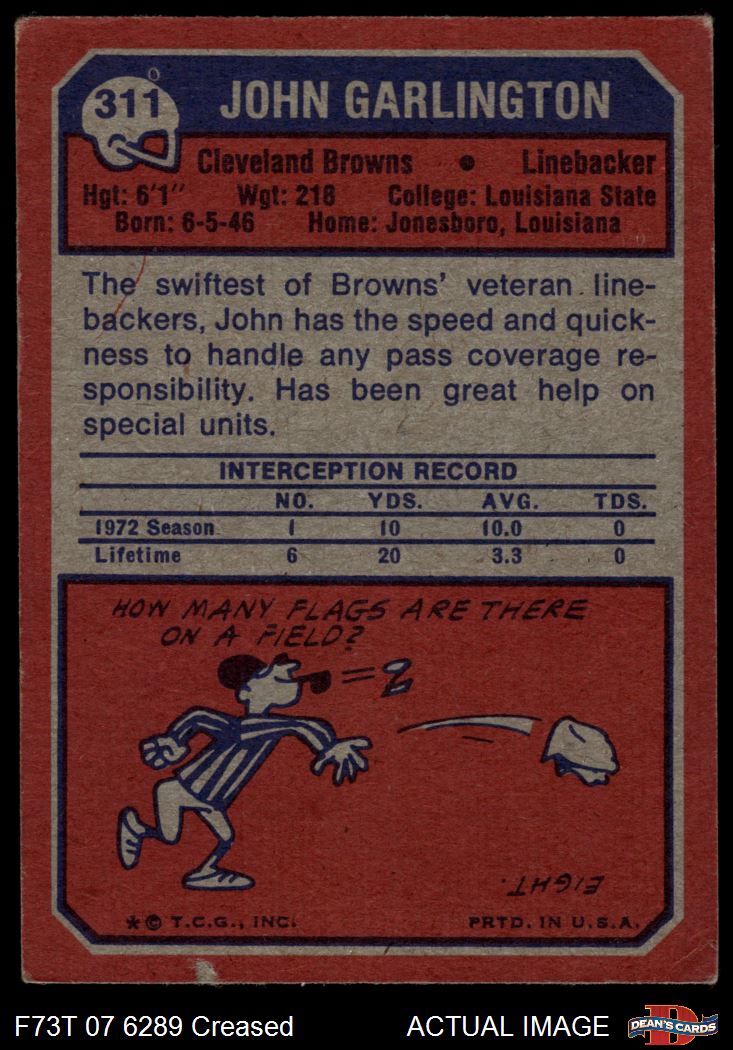 311
JOHN GARLINGTON
Cleveland Browns • Linebacker
Hgt: 6'1" Wgt: 218 College: Louisiana State
Born: 6-5-46 Home: Jonesboro, Louisiana
The swiftest of Browns' veteran line-
backers, John has the speed and quick-
ness to handle any pass coverage re-
sponsibility. Has been great help on
special units.
INTERCEPTION RECORD
NO. YDS. AVG. TDS.
1972 Season 1 10 10.0 0
Lifetime 6 20 3.3 0
HOW MANY FLAGS ARE THERE
ON A FIELD?
EIGHT.
* © T.C.G., INC. PRTD. IN U.S.A.
F73T 07 6289 Creased ACTUAL IMAGE
DEAN'S CARDS